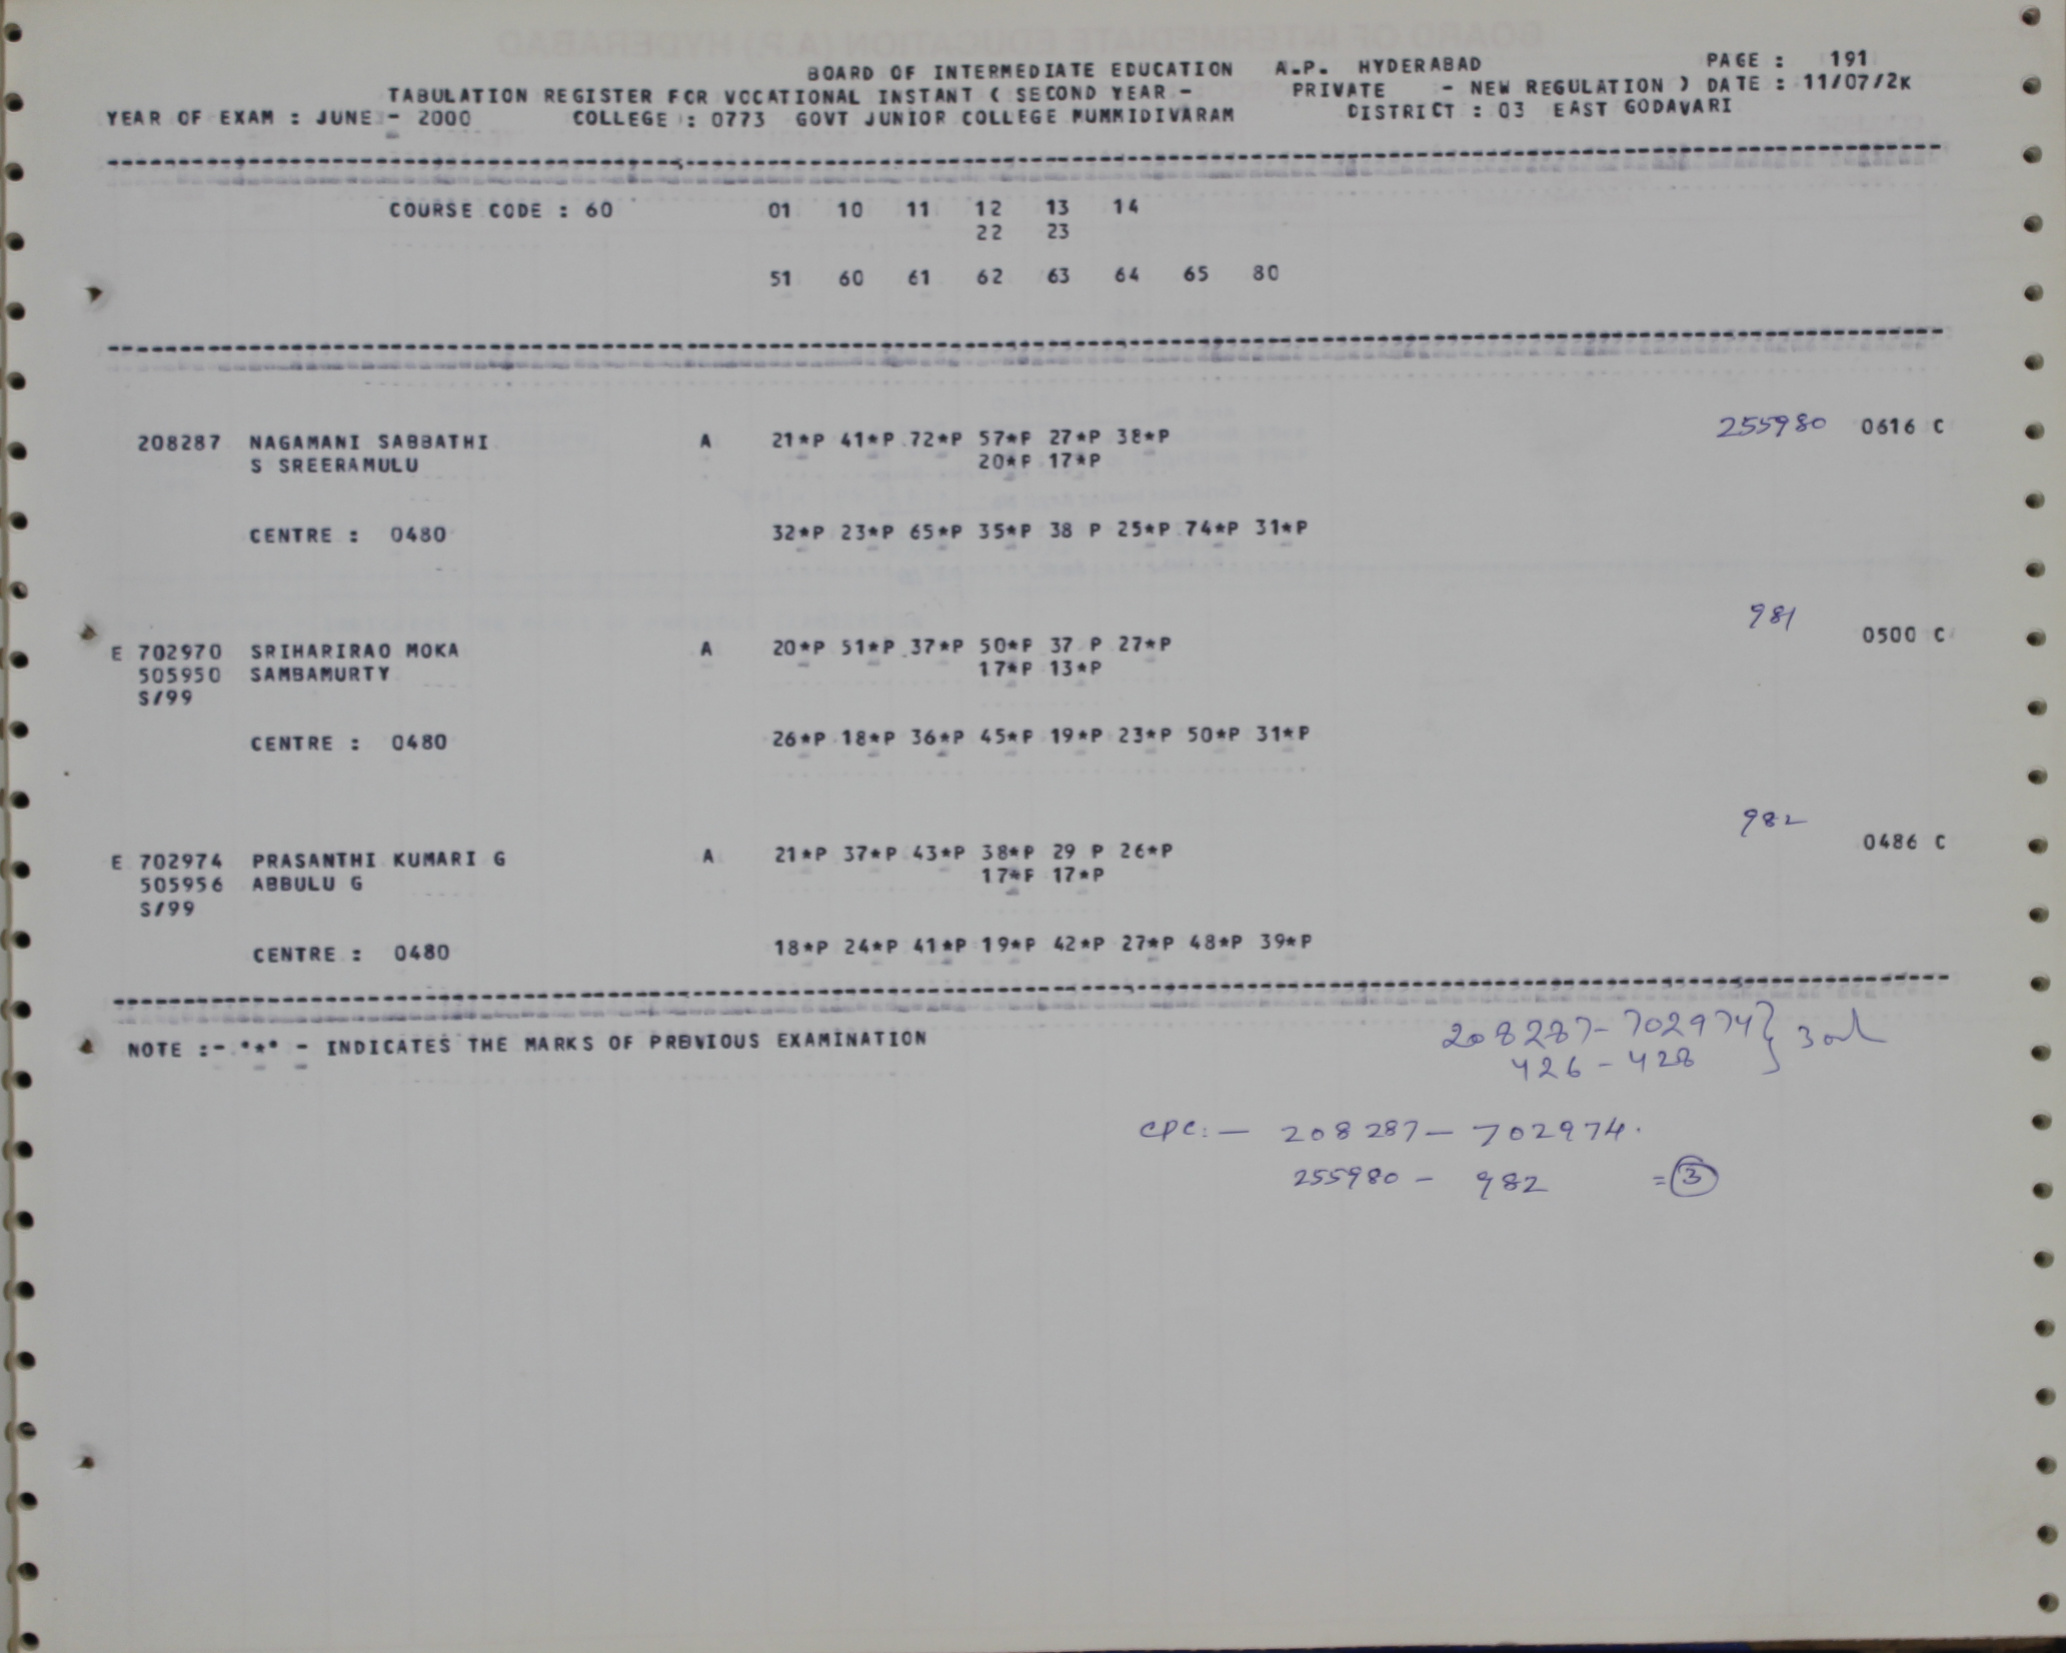 BOARD OF INTERMEDIATE EDUCATION A.P. HYDERABAD PAGE : 191
TABULATION REGISTER FCR VOCATIONAL INSTANT ( SECOND YEAR - PRIVATE - NEW REGULATION ) DATE : 11/07/2K
YEAR OF EXAM : JUNE - 2000 COLLEGE : 0773 GOVT JUNIOR COLLEGE MUMMIDIVARAM DISTRICT : 03 EAST GODAVARI
COURSE CODE : 60 01 10 11 12 13 14
22 23
51 60 61 62 63 64 65 80
208287 NAGAMANI SABBATHI A 21*P 41*P 72*P 57*P 27*P 38*P 255980 0616 C
S SREERAMULU 20*P 17*P
CENTRE : 0480 32*P 23*P 65*P 35*P 38 P 25*P 74*P 31*P
981
E 702970 SRIHARIRAO MOKA A 20*P 51*P 37*P 50*P 37 P 27*P 0500 C
505950 SAMBAMURTY 17*P 13*P
S/99
CENTRE : 0480 26*P 18*P 36*P 45*P 19*P 23*P 50*P 31*P
982
E 702974 PRASANTHI KUMARI G A 21*P 37*P 43*P 38*P 29 P 26*P 0486 C
505956 ABBULU G 17*P 17*P
S/99
CENTRE : 0480 18*P 24*P 41*P 19*P 42*P 27*P 48*P 39*P
NOTE :- "*" - INDICATES THE MARKS OF PREVIOUS EXAMINATION
208287- 702974} 3
426 - 428
CPC: - 208287 - 702974.
255980 - 982 = 3